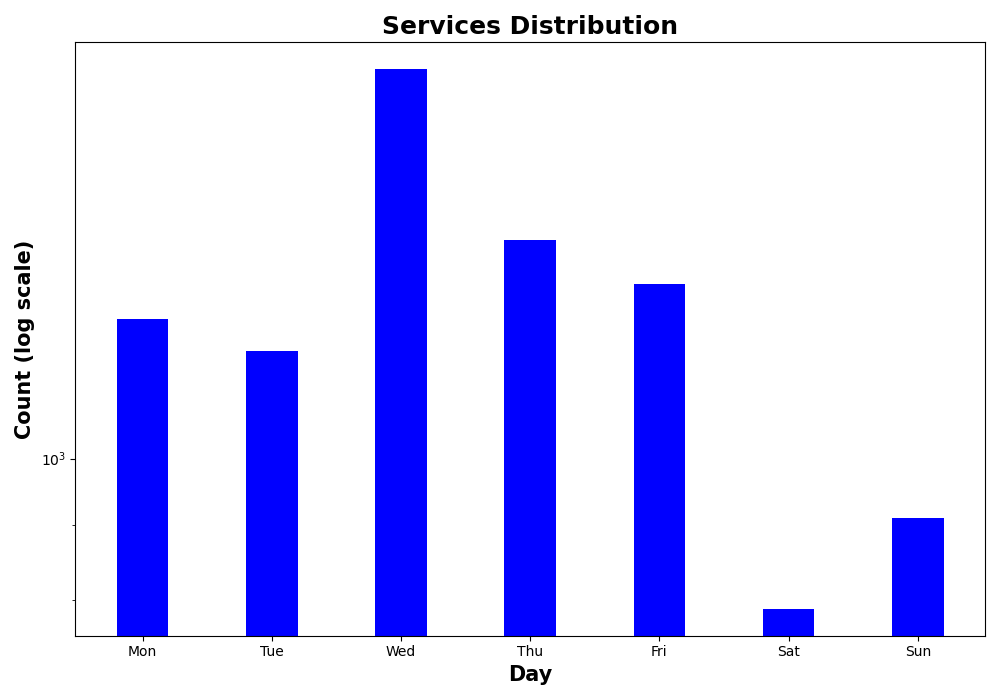 Services Distribution
Count (log scale)
10³
Mon Tue Wed Thu Fri Sat Sun
Day